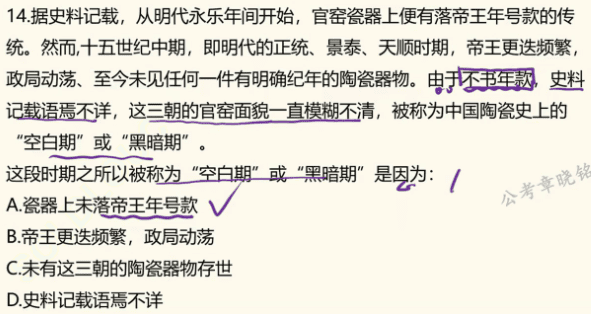 14.据史料记载，从明代永乐年间开始，官窑瓷器上便有落帝王年号款的传
统。然而,十五世纪中期，即明代的正统、景泰、天顺时期，帝王更迭频繁，
政局动荡、至今未见任何一件有明确纪年的陶瓷器物。由于不书年款，史料
记载语焉不详，这三朝的官窑面貌一直模糊不清，被称为中国陶瓷史上的
“空白期”或“黑暗期”。
这段时期之所以被称为“空白期”或“黑暗期”是因为：
A.瓷器上未落帝王年号款
B.帝王更迭频繁，政局动荡
C.未有这三朝的陶瓷器物存世
D.史料记载语焉不详
公考章晓铭